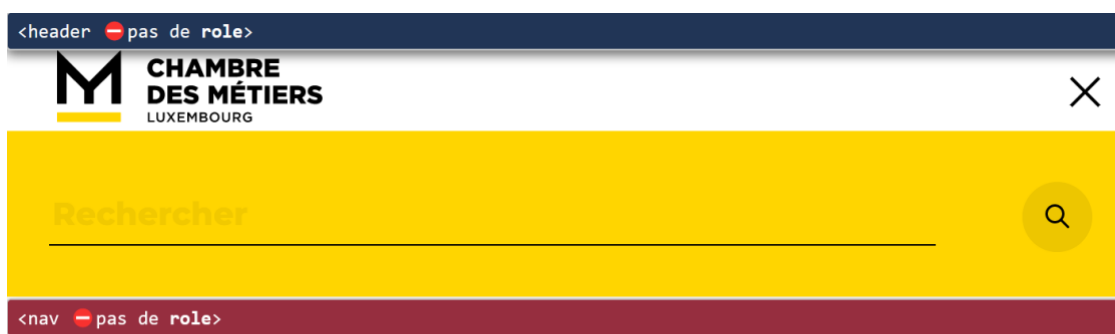 <header ⛔pas de role>
CHAMBRE
DES MÉTIERS
LUXEMBOURG
Rechercher
<nav ⛔pas de role>